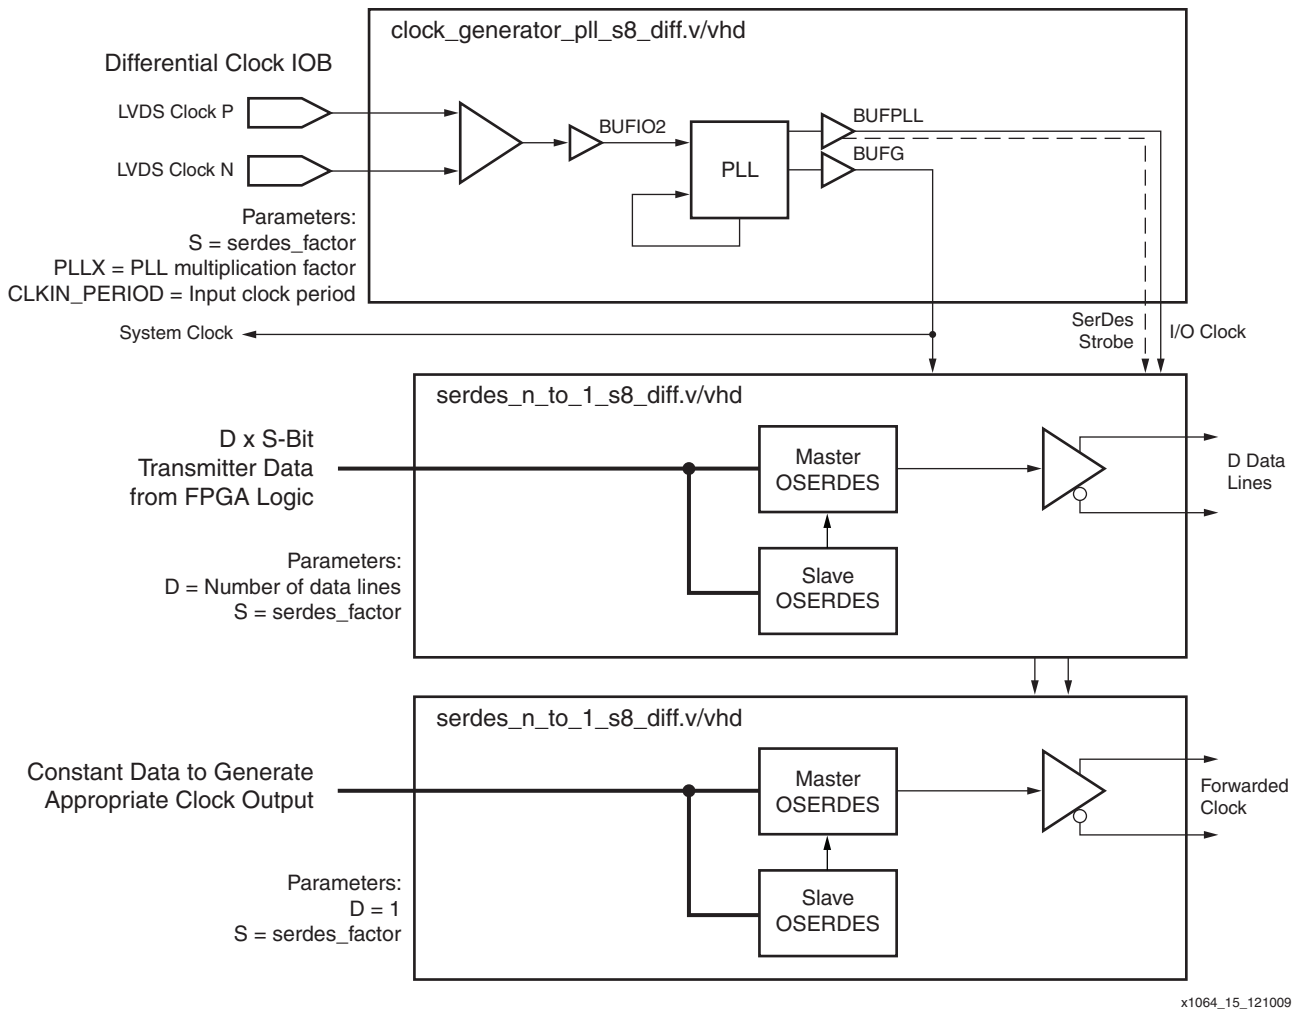 clock_generator_pll_s8_diff.v/vhd
Differential Clock IOB
LVDS Clock P
BUFIO2
BUFPLL
BUFG
LVDS Clock N
PLL
Parameters:
S = serdes_factor
PLLX = PLL multiplication factor
CLKIN_PERIOD = Input clock period
System Clock
SerDes
Strobe
I/O Clock
serdes_n_to_1_s8_diff.v/vhd
D x S-Bit
Transmitter Data
from FPGA Logic
Master
OSERDES
D Data
Lines
Parameters:
D = Number of data lines
S = serdes_factor
Slave
OSERDES
serdes_n_to_1_s8_diff.v/vhd
Constant Data to Generate
Appropriate Clock Output
Master
OSERDES
Forwarded
Clock
Parameters:
D = 1
S = serdes_factor
Slave
OSERDES
x1064_15_121009